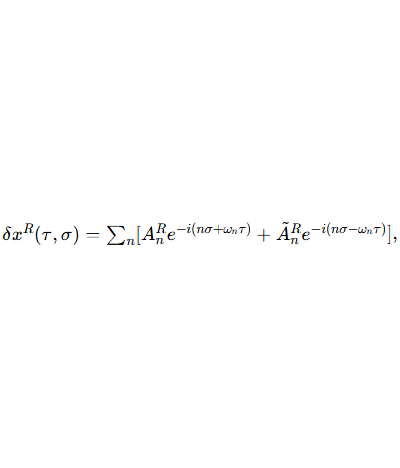 δx^R(τ, σ) = ∑_n[A_n^R e^{−i(nσ+ω_nτ)} + Ã_n^R e^{−i(nσ−ω_nτ)}],